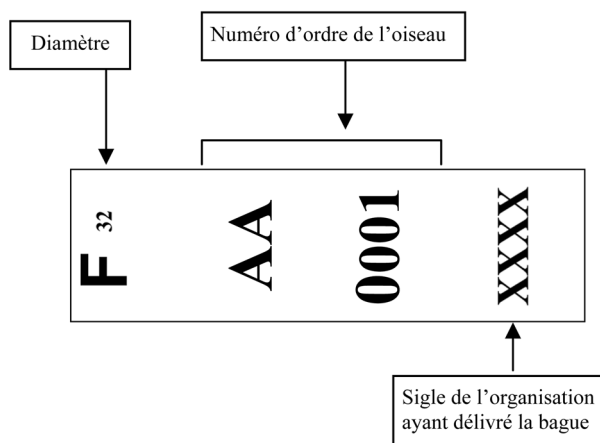 Diamètre
Numéro d'ordre de l'oiseau
F 32
AA
0001
XXXX
Sigle de l'organisation
ayant délivré la bague